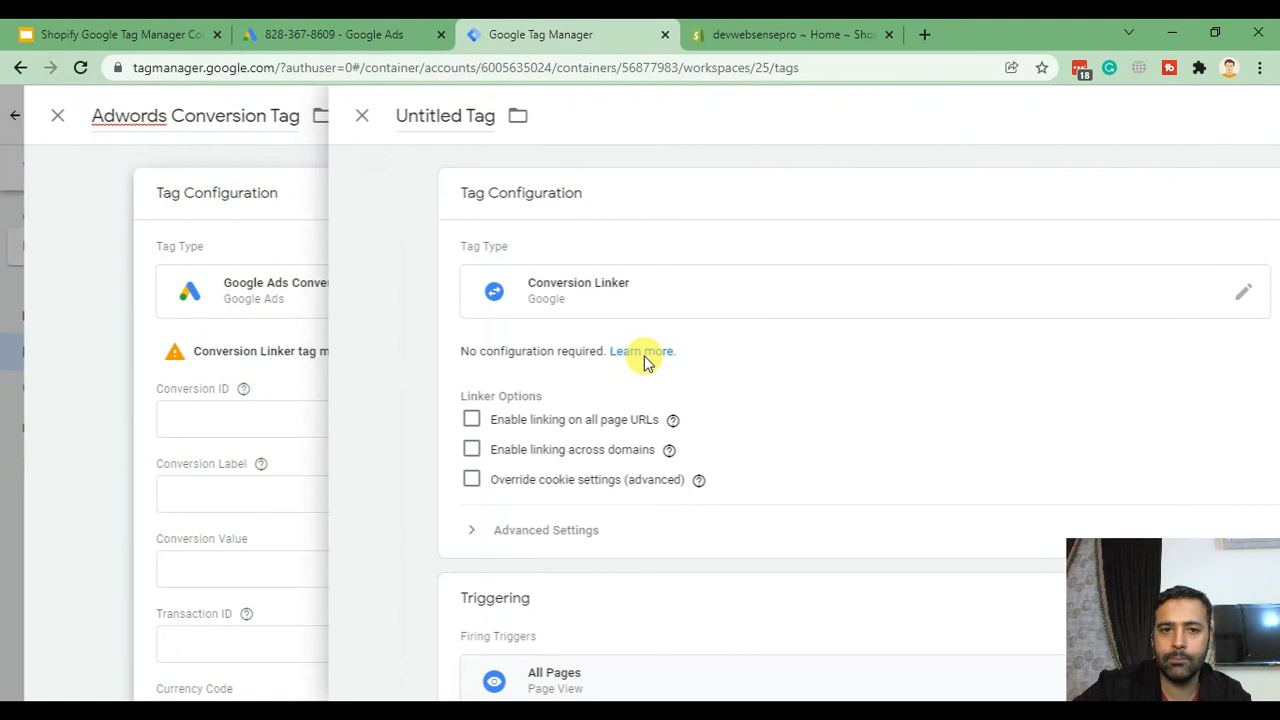 Shopify Google Tag Manager Cou
828-367-8609 - Google Ads
Google Tag Manager
devwebsensepro ~ Home ~ Shop
tagmanager.google.com/?authuser=0#/container/accounts/6005635024/containers/56877983/workspaces/25/tags
18
Adwords Conversion Tag
Untitled Tag
Tag Configuration
Tag Configuration
Tag Type
Tag Type
Google Ads Conve
Google Ads
Conversion Linker
Google
Conversion Linker tag m
No configuration required. Learn more.
Conversion ID
Linker Options
Enable linking on all page URLs
Enable linking across domains
Conversion Label
Override cookie settings (advanced)
Advanced Settings
Conversion Value
Triggering
Transaction ID
Firing Triggers
All Pages
Page View
Currency Code